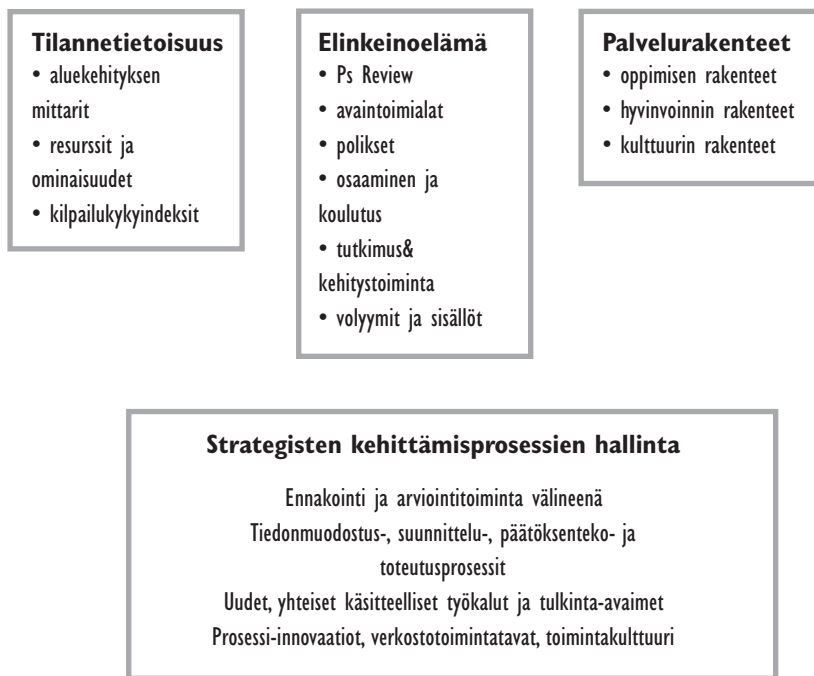 Tilannetietoisuus
• aluekehityksen
mittarit
• resurssit ja
ominaisuudet
• kilpailukykyindeksit
Elinkeinoelämä
• Ps Review
• avaintoimialat
• polikset
• osaaminen ja
koulutus
• tutkimus&
kehitystoiminta
• volyymit ja sisällöt
Palvelurakenteet
• oppimisen rakenteet
• hyvinvoinnin rakenteet
• kulttuurin rakenteet
Strategisten kehittämisprosessien hallinta
Ennakointi ja arviointitoiminta välineenä
Tiedonmuodostus-, suunnittelu-, päätöksenteko- ja
toteutusprosessit
Uudet, yhteiset käsitteelliset työkalut ja tulkinta-avaimet
Prosessi-innovaatiot, verkostotoimintatavat, toimintakulttuuri